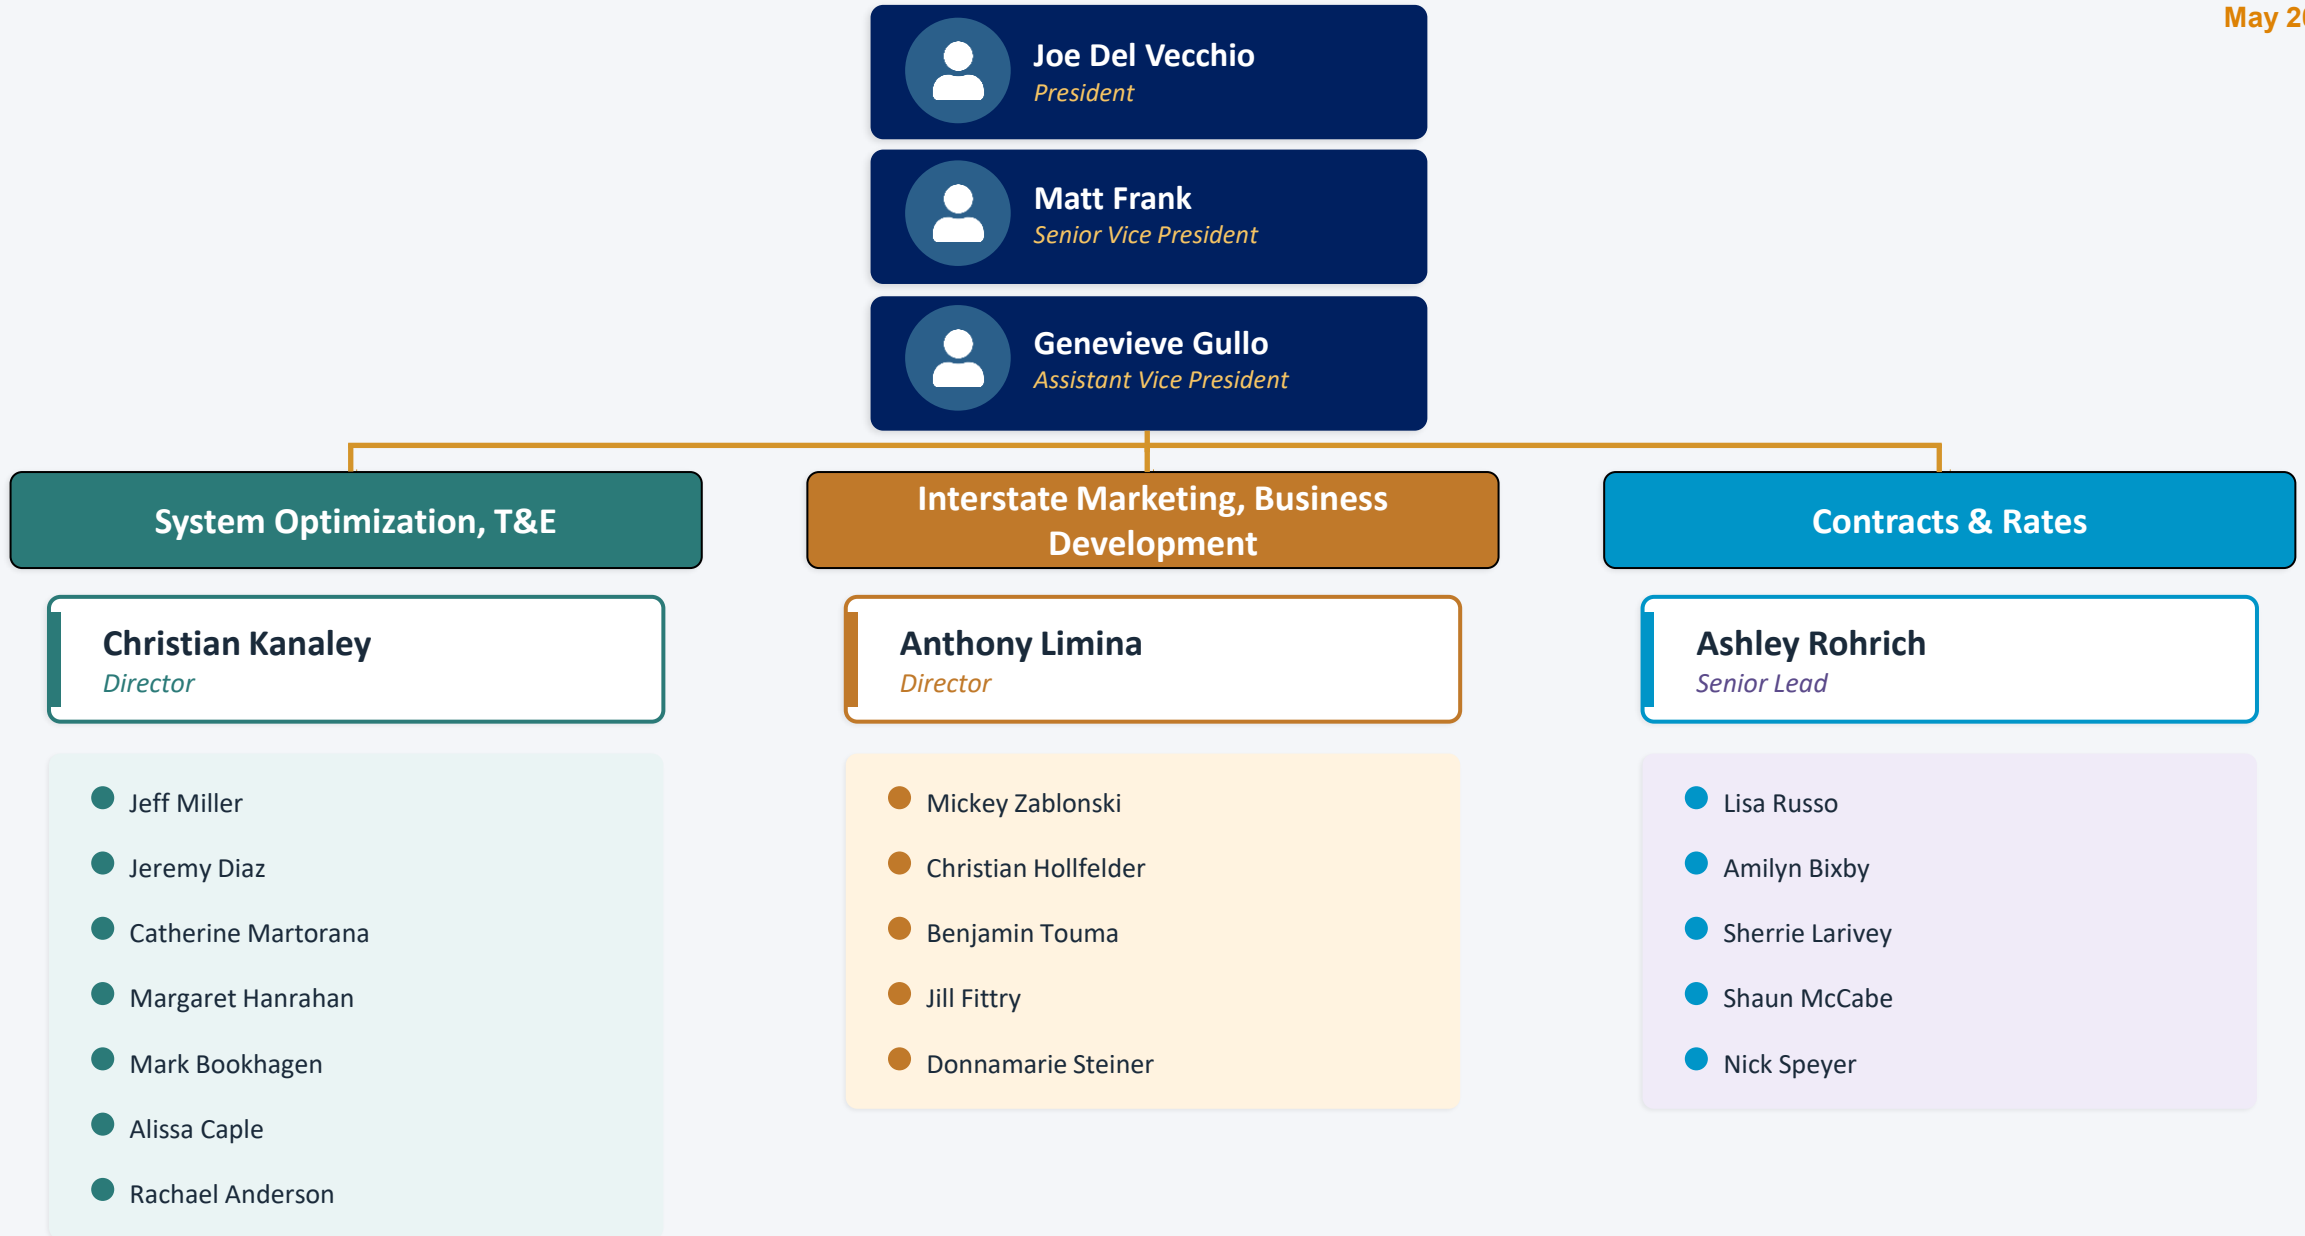 May 20
Joe Del Vecchio
President
Matt Frank
Senior Vice President
Genevieve Gullo
Assistant Vice President
System Optimization, T&E
Interstate Marketing, Business
Development
Contracts & Rates
Christian Kanaley
Director
Anthony Limina
Director
Ashley Rohrich
Senior Lead
Jeff Miller
Jeremy Diaz
Catherine Martorana
Margaret Hanrahan
Mark Bookhagen
Alissa Caple
Rachael Anderson
Mickey Zablonski
Christian Hollfelder
Benjamin Touma
Jill Fittry
Donnamarie Steiner
Lisa Russo
Amilyn Bixby
Sherrie Larivey
Shaun McCabe
Nick Speyer